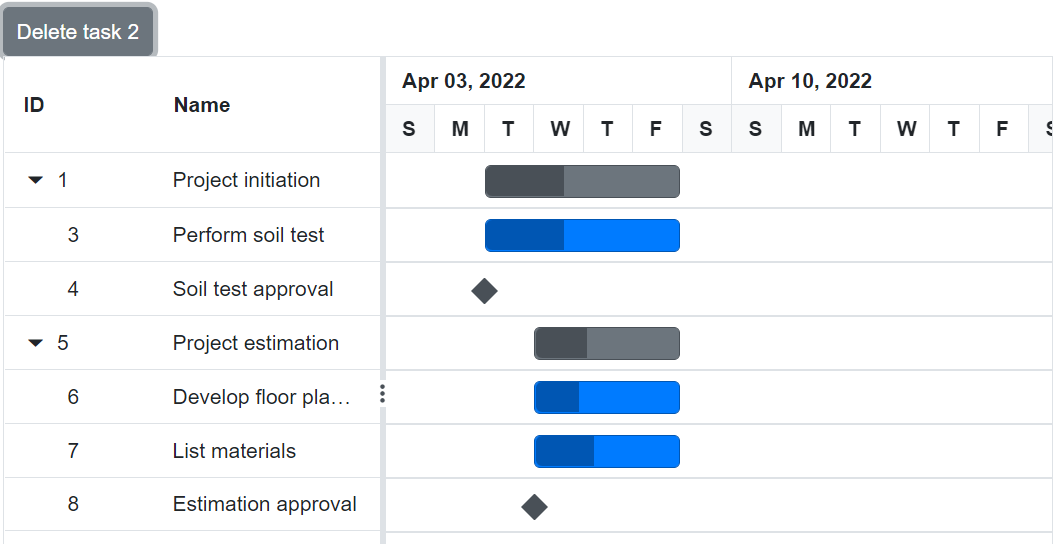 Delete task 2
ID Name Apr 03, 2022 Apr 10, 2022
S M T W T F S S M T W T F S
1 Project initiation
3 Perform soil test
4 Soil test approval
5 Project estimation
6 Develop floor pla...
7 List materials
8 Estimation approval